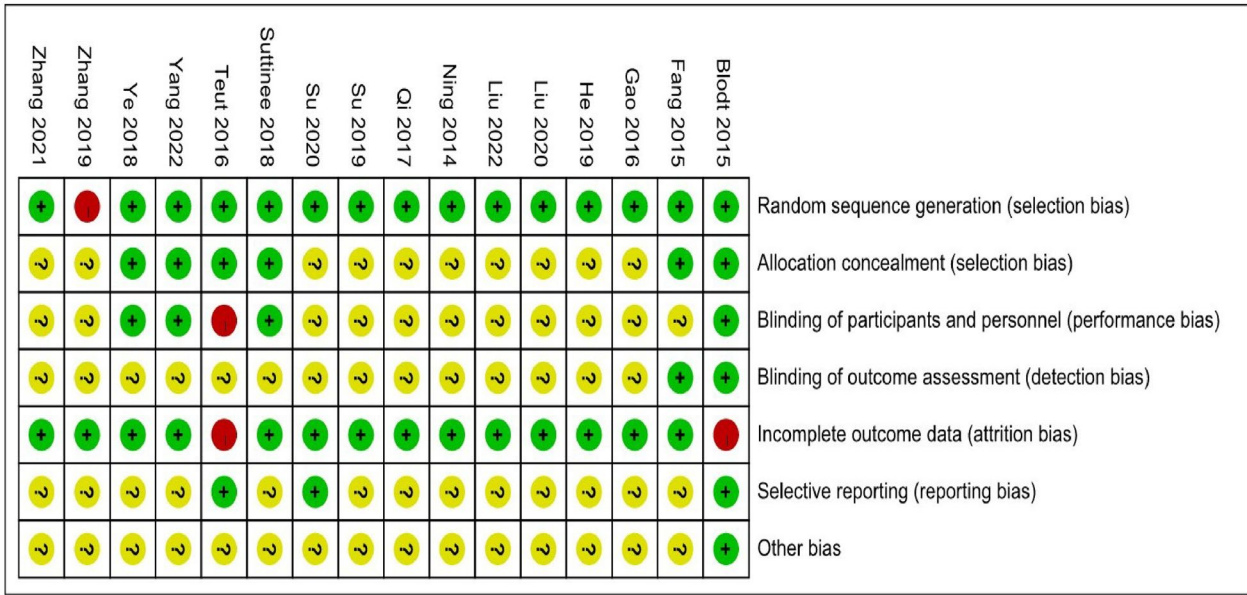 Zhang 2021
Zhang 2019
Ye 2018
Yang 2022
Teut 2016
Suttinee 2018
Su 2020
Su 2019
Qi 2017
Ning 2014
Liu 2022
Liu 2020
He 2019
Gao 2016
Fang 2015
Blodt 2015
+ - + + + + + + + + + + + + + + Random sequence generation (selection bias)
? ? + + + + ? ? ? ? ? ? ? ? + + Allocation concealment (selection bias)
? ? + + - + ? ? ? ? ? ? ? ? ? + Blinding of participants and personnel (performance bias)
? ? ? ? ? ? ? ? ? ? ? ? ? ? + + Blinding of outcome assessment (detection bias)
+ + + + - + + + + + + + + + + - Incomplete outcome data (attrition bias)
? ? ? ? + ? + ? ? ? ? ? ? ? ? + Selective reporting (reporting bias)
? ? ? ? ? ? ? ? ? ? ? ? ? ? ? + Other bias